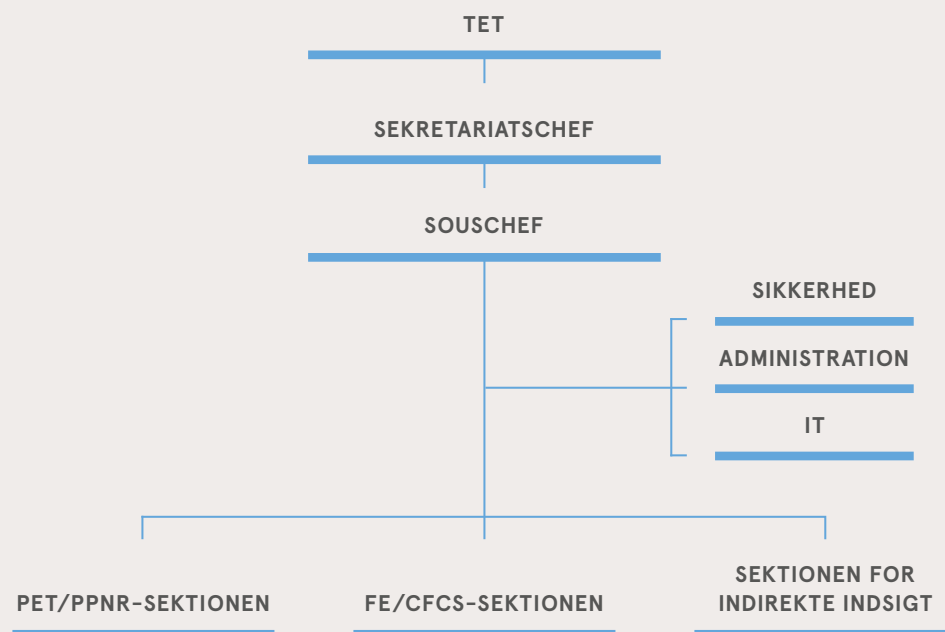 TET
SEKRETARIATSCHEF
SOUSCHEF
SIKKERHED
ADMINISTRATION
IT
PET/PPNR-SEKTIONEN
FE/CFCS-SEKTIONEN
SEKTIONEN FOR
INDIREKTE INDSIGT